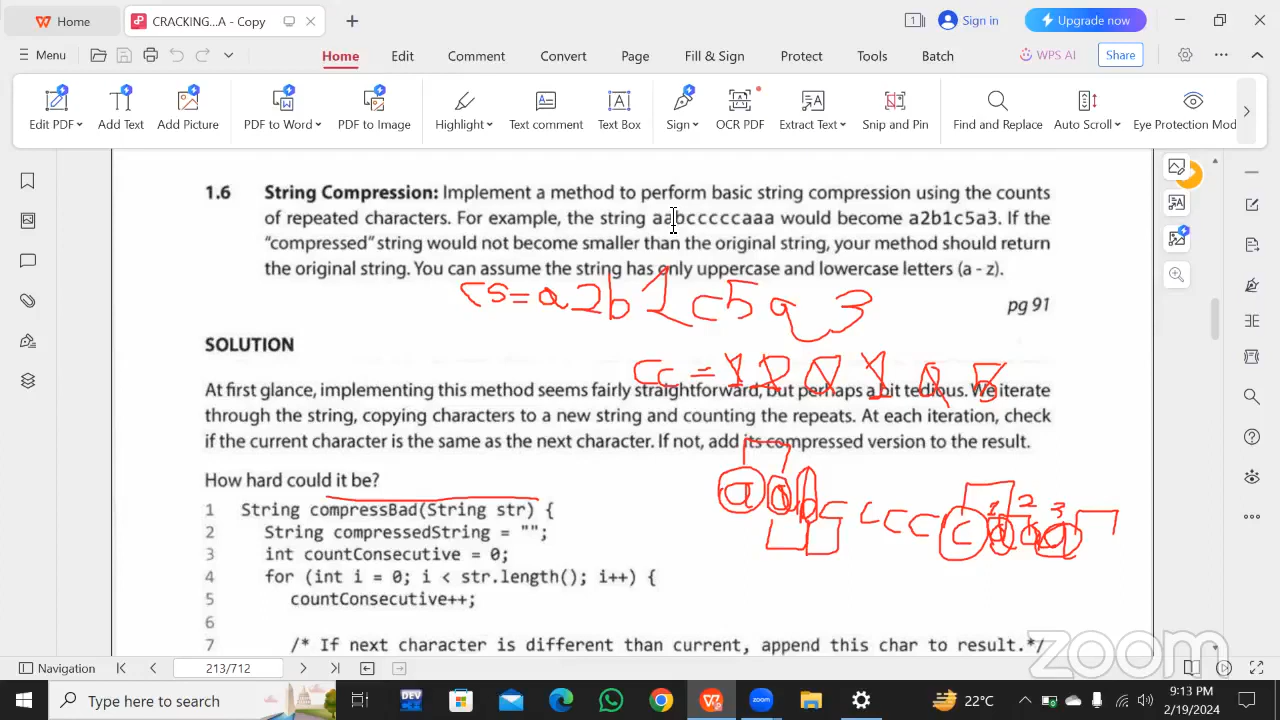 Home
CRACKING...A - Copy
Sign in
Upgrade now
Menu
Home
Edit
Comment
Convert
Page
Fill & Sign
Protect
Tools
Batch
WPS AI
Share
Edit PDF
Add Text
Add Picture
PDF to Word
PDF to Image
Highlight
Text comment
Text Box
Sign
OCR PDF
Extract Text
Snip and Pin
Find and Replace
Auto Scroll
Eye Protection Mod
1.6 String Compression: Implement a method to perform basic string compression using the counts
of repeated characters. For example, the string aabcccccaaa would become a2b1c5a3. If the
"compressed" string would not become smaller than the original string, your method should return
the original string. You can assume the string has only uppercase and lowercase letters (a - z).
cs = a2b1c5a3
pg 91
SOLUTION
cc =
At first glance, implementing this method seems fairly straightforward, but perhaps a bit tedious. We iterate
through the string, copying characters to a new string and counting the repeats. At each iteration, check
if the current character is the same as the next character. If not, add its compressed version to the result.
How hard could it be?
a a b c c c c c a a a
1 2 3
1 String compressBad(String str) {
2 String compressedString = "";
3 int countConsecutive = 0;
4 for (int i = 0; i < str.length(); i++) {
5 countConsecutive++;
6
7 /* If next character is different than current, append this char to result.*/
zoom
Navigation
213/712
Type here to search
22°C
9:13 PM
2/19/2024